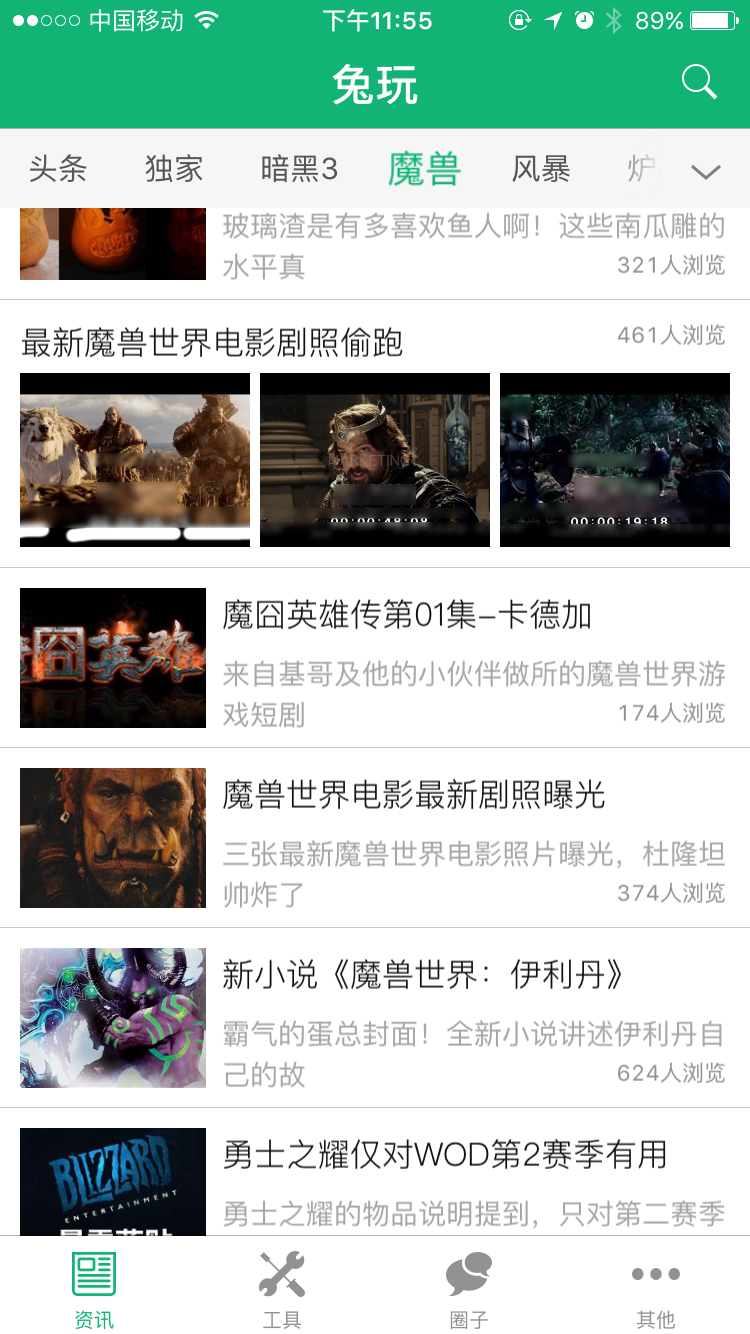 中国移动
下午11:55
89%
兔玩
头条 独家 暗黑3 魔兽 风暴 炉
玻璃渣是有多喜欢鱼人啊！这些南瓜雕的
水平真
321人浏览
最新魔兽世界电影剧照偷跑
461人浏览
00:00:48:08
00:00:19:18
囧英雄
魔囧英雄传第01集–卡德加
来自基哥及他的小伙伴做所的魔兽世界游
戏短剧
174人浏览
魔兽世界电影最新剧照曝光
三张最新魔兽世界电影照片曝光，杜隆坦
帅炸了
374人浏览
新小说《魔兽世界：伊利丹》
霸气的蛋总封面！全新小说讲述伊利丹自
己的故
624人浏览
BLIZZARD
ENTERTAINMENT
勇士之耀仅对WOD第2赛季有用
勇士之耀的物品说明提到，只对第二赛季
资讯 工具 圈子 其他